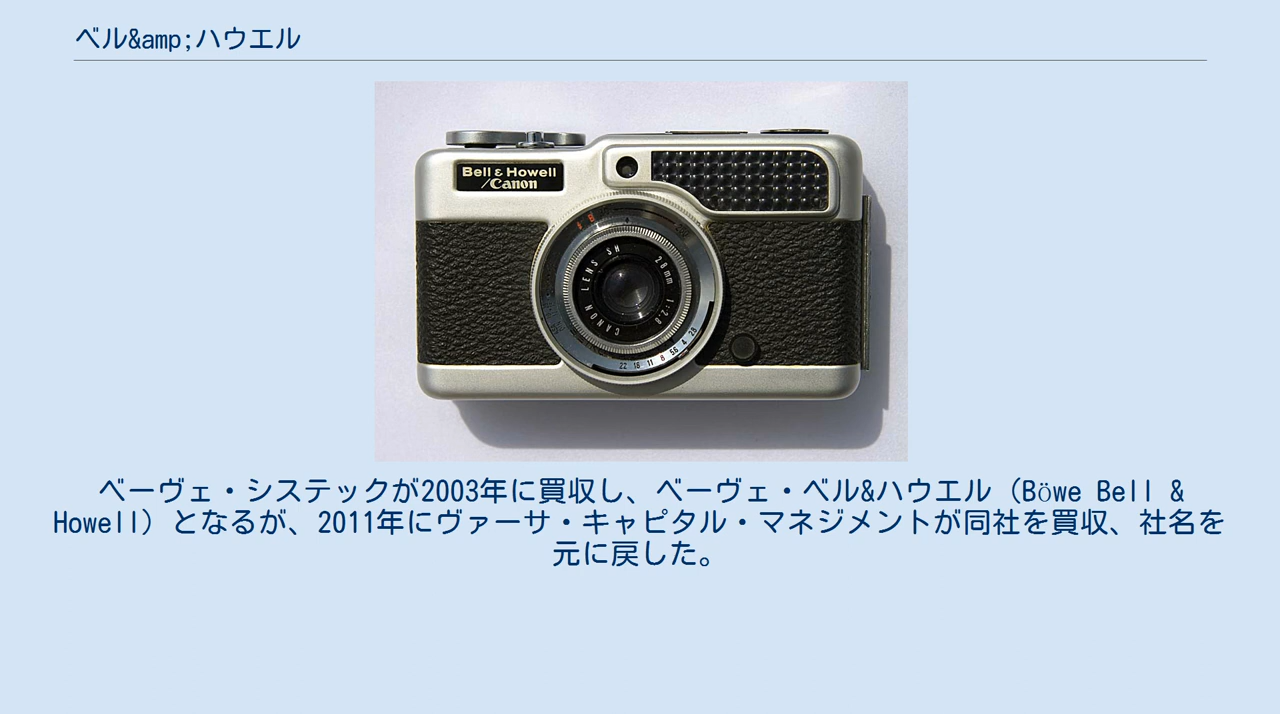 ベル&amp;ハウエル
Bell & Howell
/Canon
CANON LENS SH 28mm 1:2.8
22 16 11 8 5.6 4 2.8
ベーヴェ・システックが2003年に買収し、ベーヴェ・ベル&ハウエル（Böwe Bell &
Howell）となるが、2011年にヴァーサ・キャピタル・マネジメントが同社を買収、社名を
元に戻した。